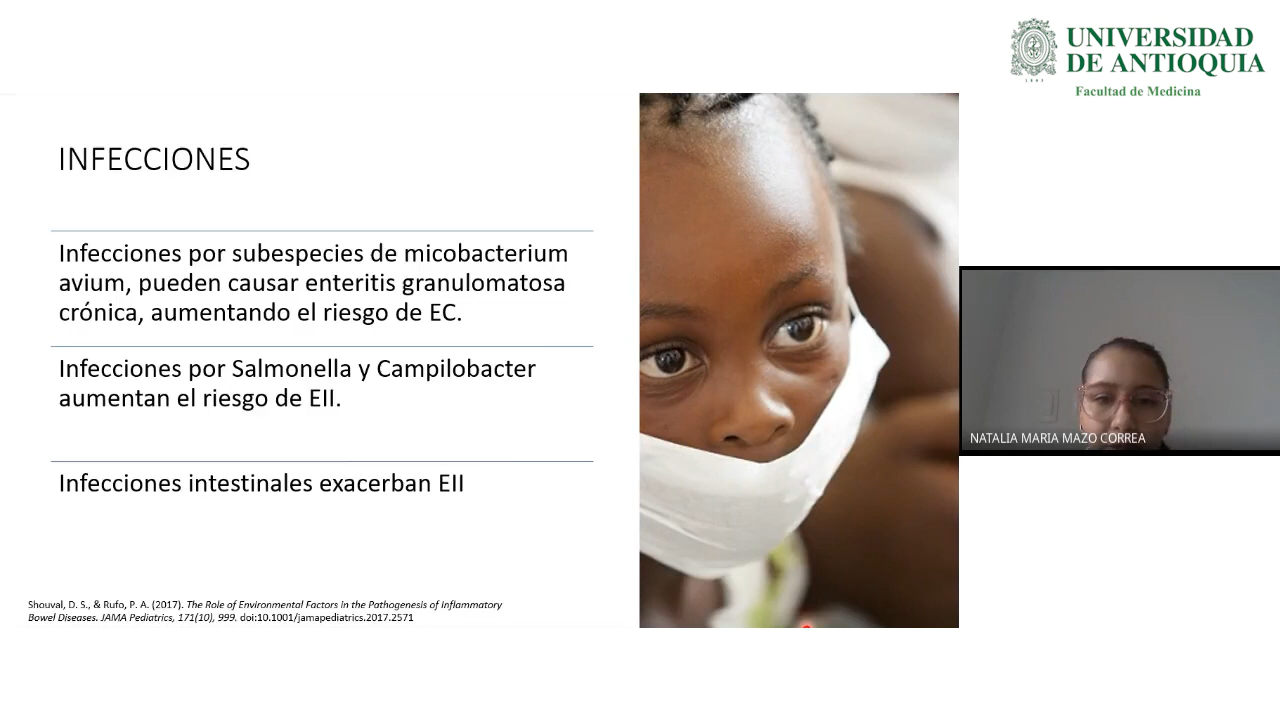 UNIVERSIDAD
DE ANTIOQUIA
Facultad de Medicina
1803
INFECCIONES
Infecciones por subespecies de micobacterium
avium, pueden causar enteritis granulomatosa
crónica, aumentando el riesgo de EC.
Infecciones por Salmonella y Campilobacter
aumentan el riesgo de EII.
Infecciones intestinales exacerban EII
NATALIA MARIA MAZO CORREA
Shouval, D. S., & Rufo, P. A. (2017). The Role of Environmental Factors in the Pathogenesis of Inflammatory
Bowel Diseases. JAMA Pediatrics, 171(10), 999. doi:10.1001/jamapediatrics.2017.2571